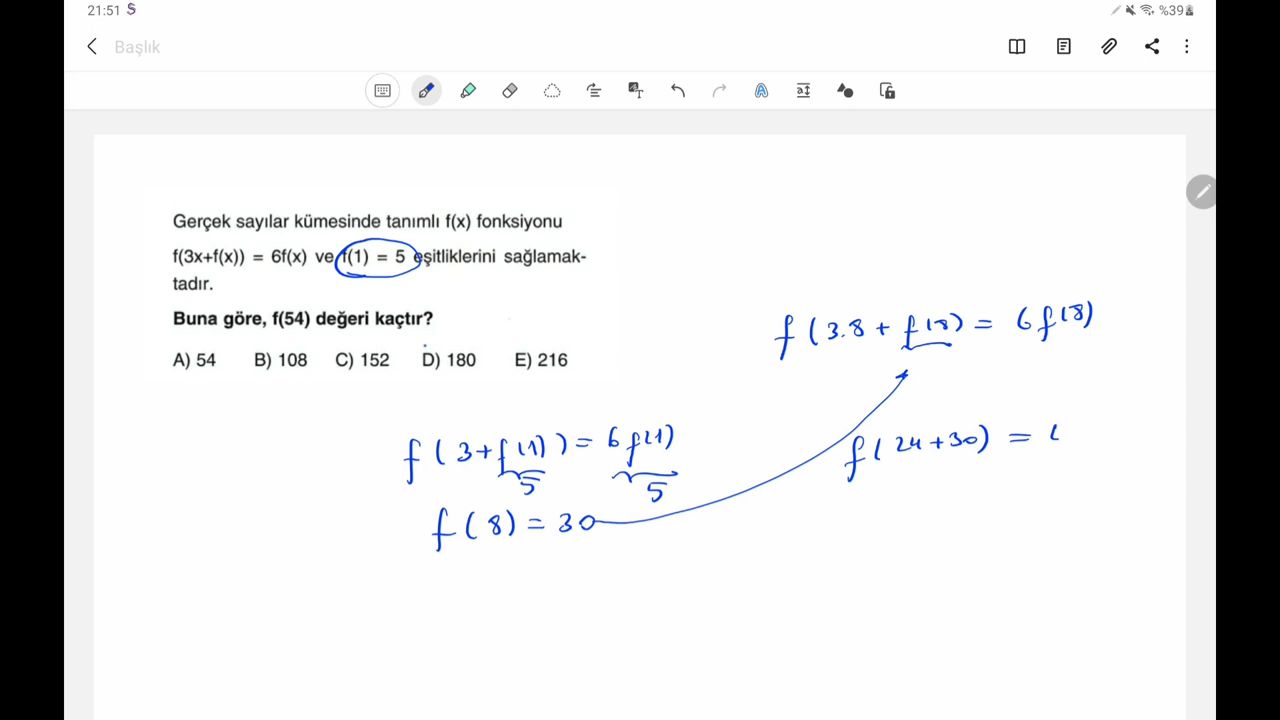 21:51 S %39
Başlık
Gerçek sayılar kümesinde tanımlı f(x) fonksiyonu
f(3x+f(x)) = 6f(x) ve f(1) = 5 eşitliklerini sağlamak-
tadır.
Buna göre, f(54) değeri kaçtır?
A) 54 B) 108 C) 152 D) 180 E) 216
f(3.8 + f(8)) = 6f(8)
f(3+f(1)) = 6f(1)
5 5
f(24+30) = (
f(8) = 30